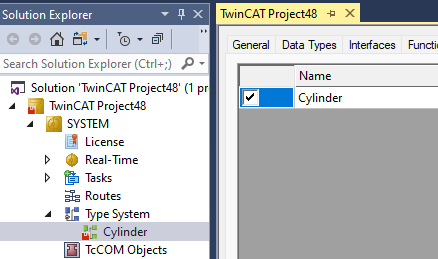 Solution Explorer
Search Solution Explorer (Ctrl+;)
Solution 'TwinCAT Project48' (1 pr
TwinCAT Project48
SYSTEM
License
Real-Time
Tasks
Routes
Type System
Cylinder
TcCOM Objects
TwinCAT Project48
General Data Types Interfaces Functio
Name
Cylinder